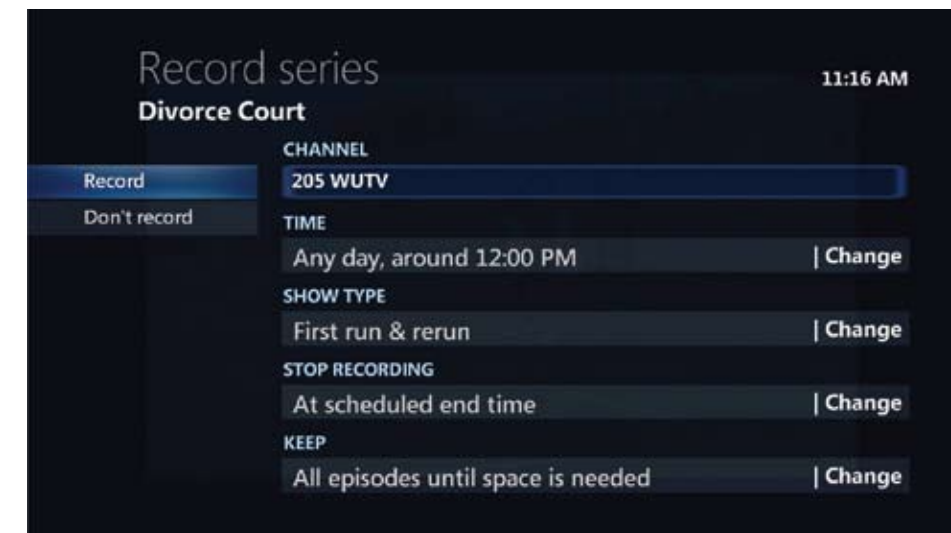 Record series
11:16 AM
Divorce Court
CHANNEL
Record
205 WUTV
Don't record
TIME
Any day, around 12:00 PM | Change
SHOW TYPE
First run & rerun | Change
STOP RECORDING
At scheduled end time | Change
KEEP
All episodes until space is needed | Change